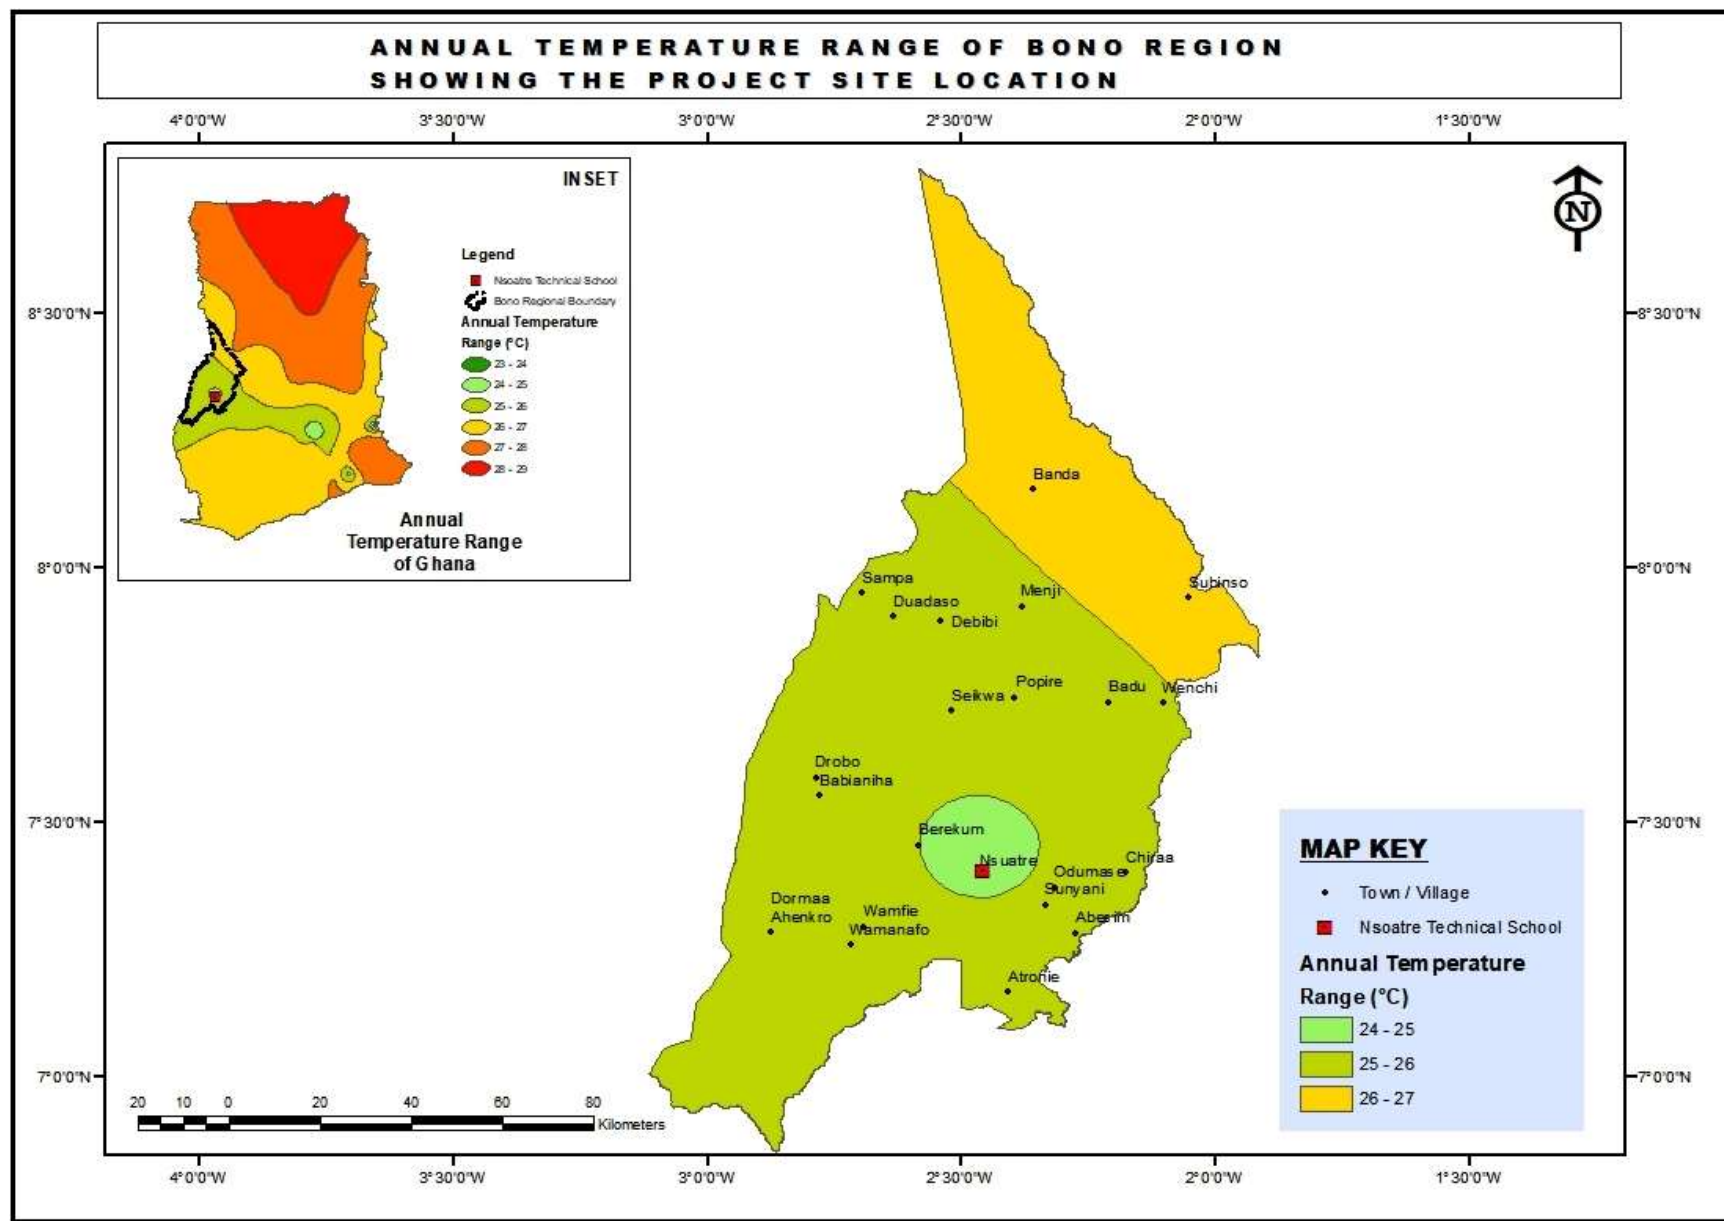 ANNUAL TEMPERATURE RANGE OF BONO REGION
SHOWING THE PROJECT SITE LOCATION
4°0'0"W
3°30'0"W
3°0'0"W
2°30'0"W
2°0'0"W
1°30'0"W
INSET
Legend
Nsoatre Technical School
Bono Regional Boundary
Annual Temperature
Range (°C)
23 - 24
24 - 25
25 - 26
26 - 27
27 - 28
28 - 29
Annual
Temperature Range
of Ghana
N
8°30'0"N
8°30'0"N
8°0'0"N
8°0'0"N
7°30'0"N
7°30'0"N
7°0'0"N
7°0'0"N
Banda
Subinso
Sampa
Menji
Duadaso
Debibi
Popire
Seikwa
Badu
Wenchi
Drobo
Babianiha
Berekum
Nsuatre
Chiraa
Odumase
Sunyani
Dormaa
Ahenkro
Wamfie
Wamanafo
Abesim
Atronie
MAP KEY
Town / Village
Nsoatre Technical School
Annual Temperature
Range (°C)
24 - 25
25 - 26
26 - 27
20 10 0 20 40 60 80
Kilometers
4°0'0"W
3°30'0"W
3°0'0"W
2°30'0"W
2°0'0"W
1°30'0"W